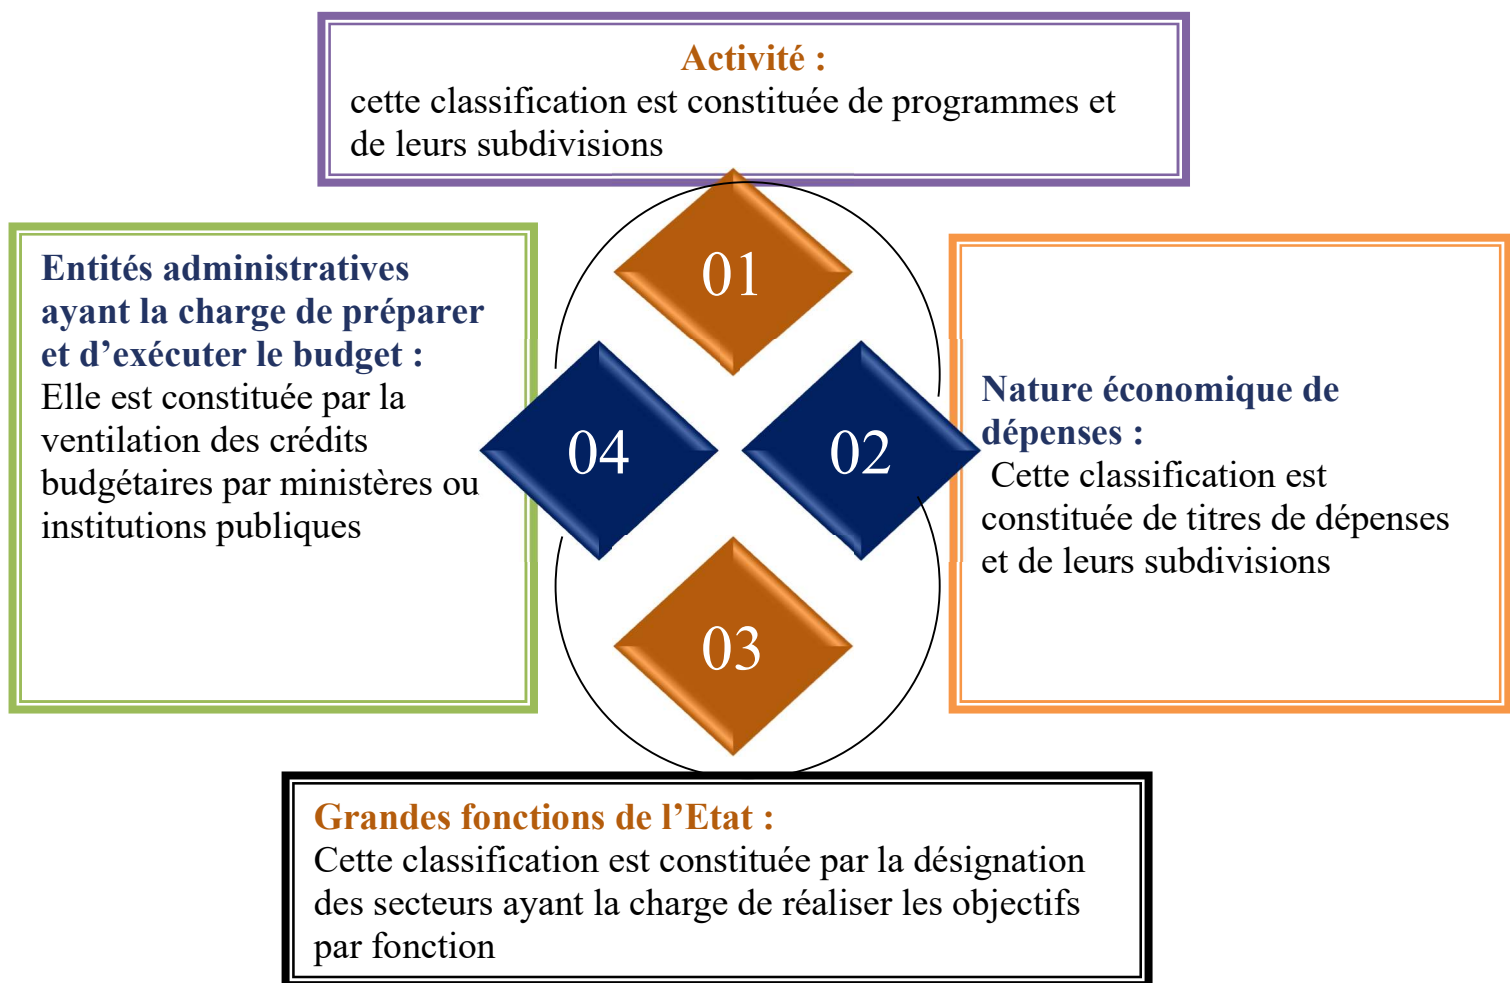 Activité :
cette classification est constituée de programmes et
de leurs subdivisions
01
Entités administratives
ayant la charge de préparer
et d’exécuter le budget :
Elle est constituée par la
ventilation des crédits
budgétaires par ministères ou
institutions publiques
04
02
Nature économique de
dépenses :
Cette classification est
constituée de titres de dépenses
et de leurs subdivisions
03
Grandes fonctions de l’Etat :
Cette classification est constituée par la désignation
des secteurs ayant la charge de réaliser les objectifs
par fonction